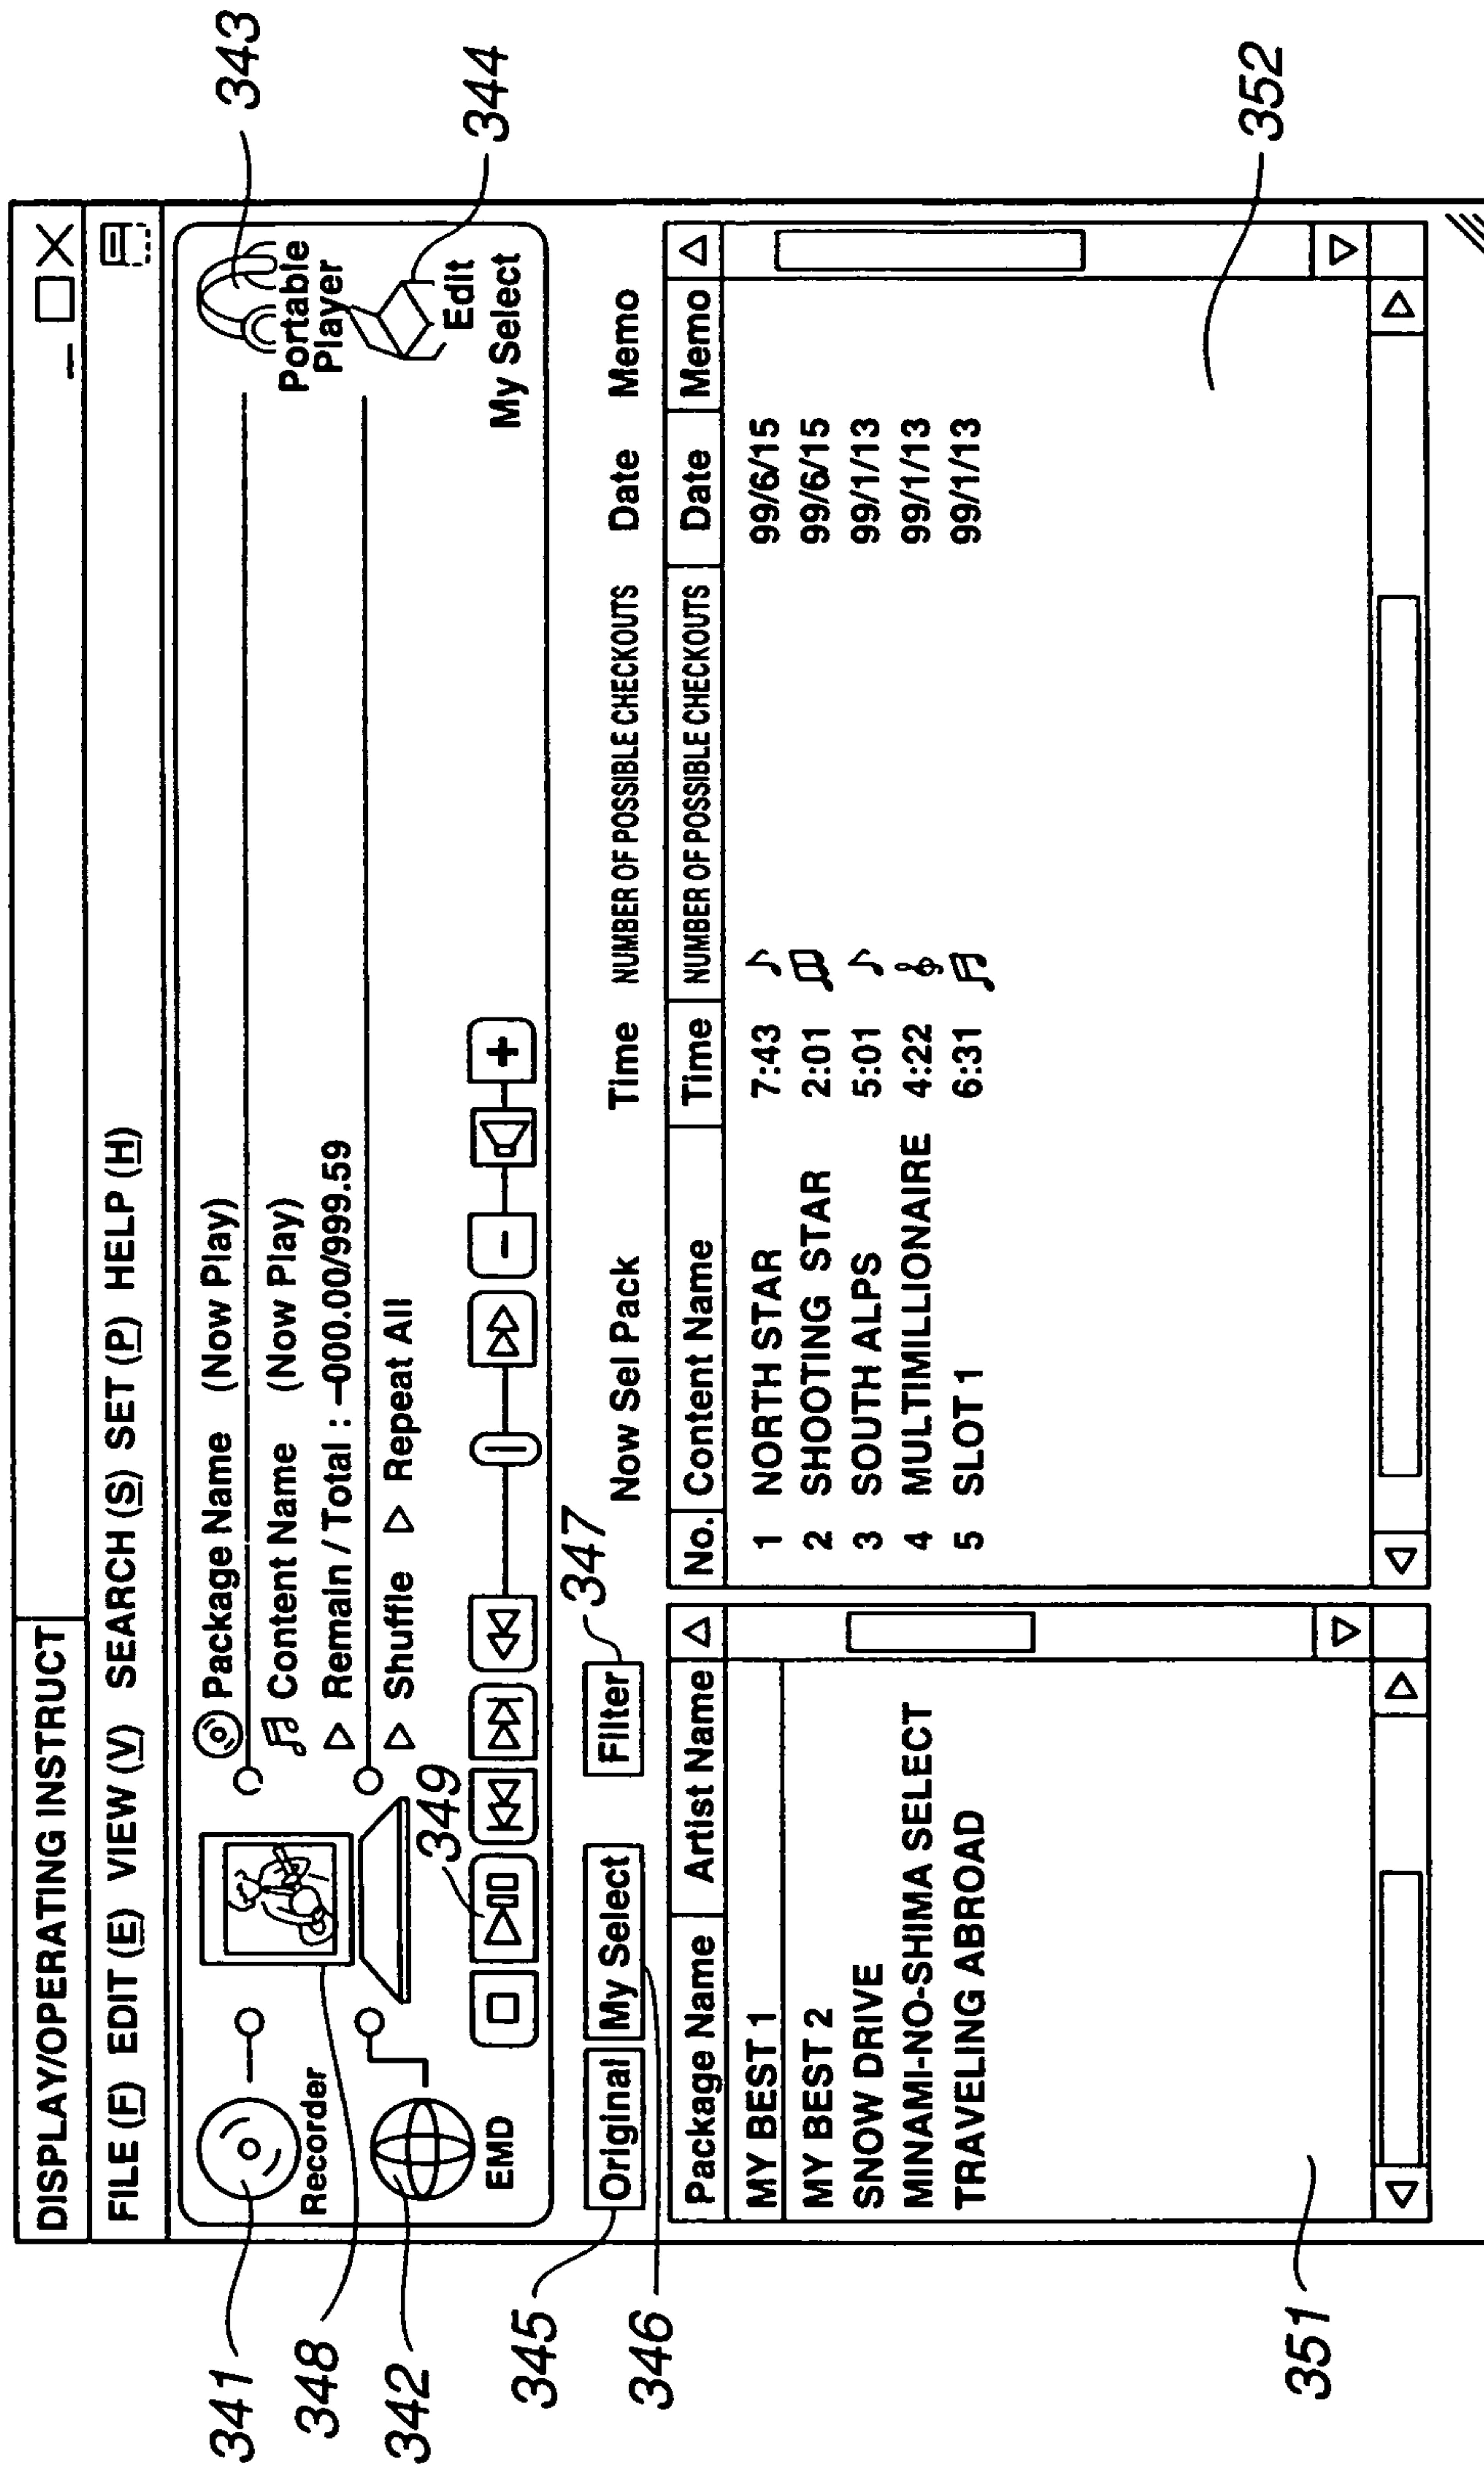 DISPLAY/OPERATING INSTRUCT
FILE (F) EDIT (E) VIEW (V) SEARCH (S) SET (P) HELP (H)
343
341
Package Name (Now Play)
Recorder
Content Name (Now Play)
Portable
Player
348
Remain / Total : –000.00/999.59
344
342
Shuffle Repeat All
Edit
EMD
349
My Select
345
Original
My Select
Filter
347
Now Sel Pack Time NUMBER OF POSSIBLE CHECKOUTS Date Memo
346
Package Name Artist Name
MY BEST 1
MY BEST 2
SNOW DRIVE
MINAMI-NO-SHIMA SELECT
TRAVELING ABROAD
351
No. Content Name Time NUMBER OF POSSIBLE CHECKOUTS Date Memo
1 NORTH STAR 7:43 99/6/15
2 SHOOTING STAR 2:01 99/6/15
3 SOUTH ALPS 5:01 99/1/13
4 MULTIMILLIONAIRE 4:22 99/1/13
5 SLOT 1 6:31 99/1/13
352